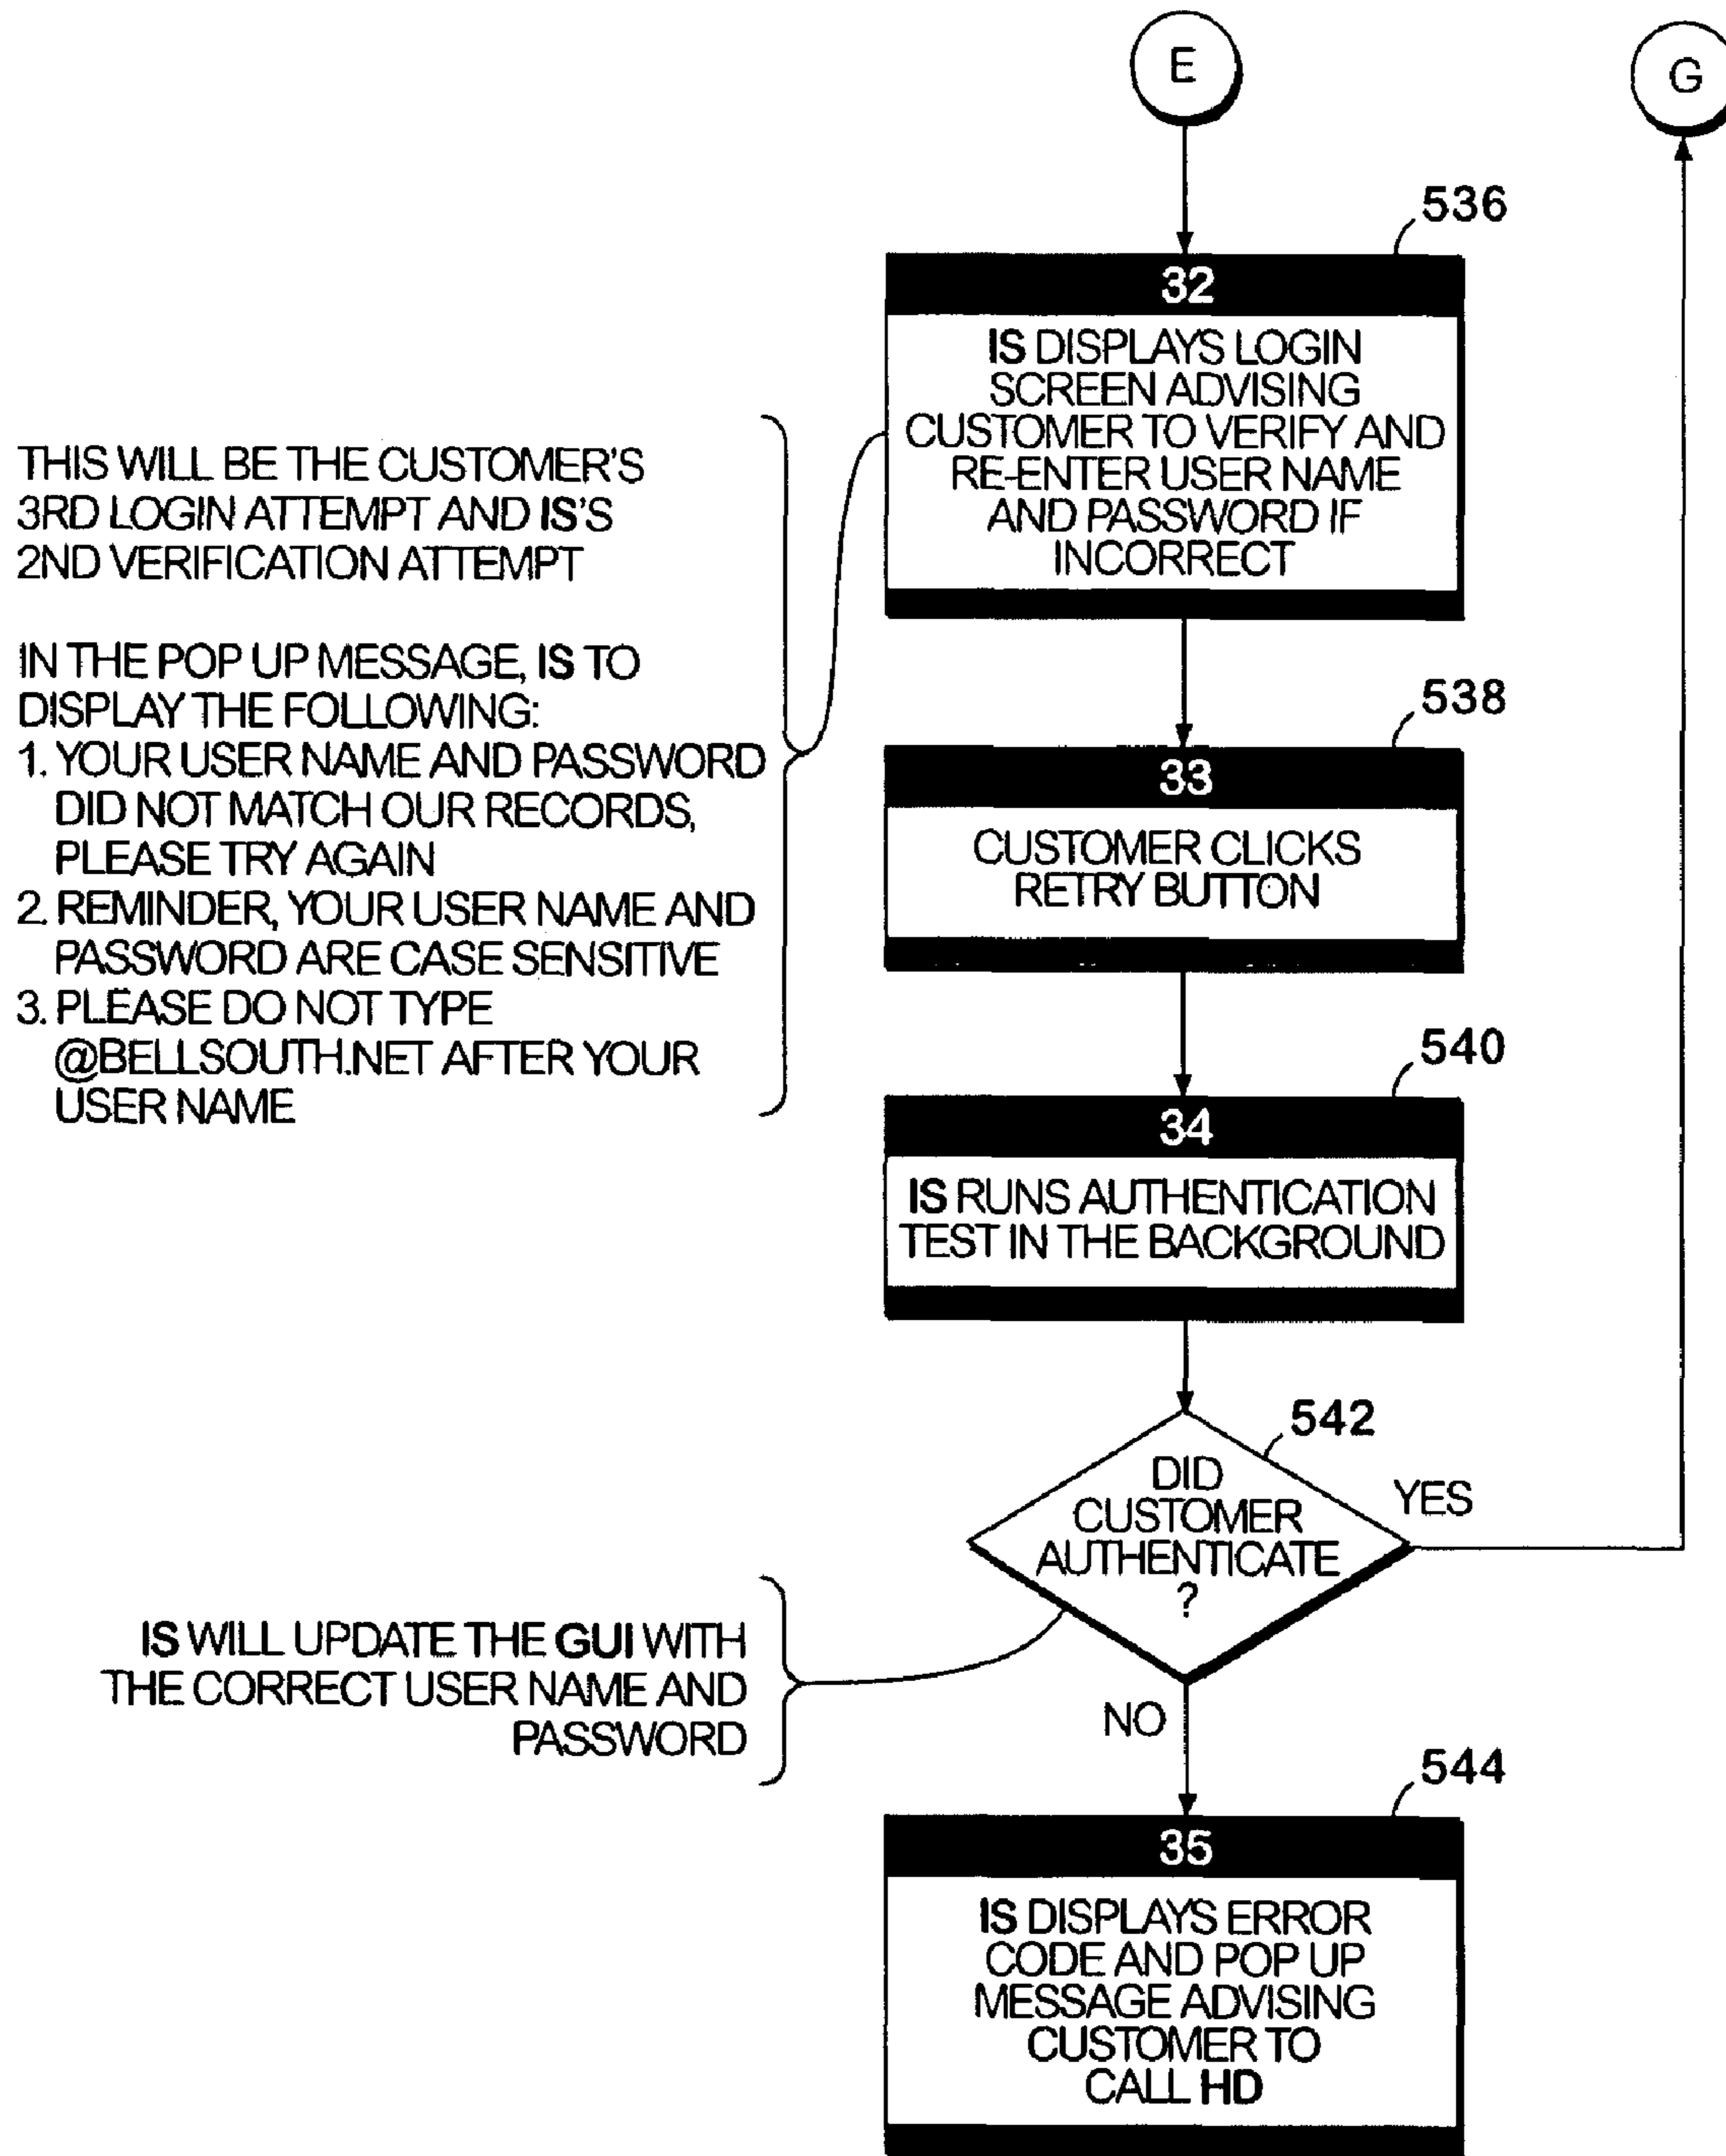 E
G
536
32
IS DISPLAYS LOGIN
SCREEN ADVISING
CUSTOMER TO VERIFY AND
RE-ENTER USER NAME
AND PASSWORD IF
INCORRECT
THIS WILL BE THE CUSTOMER'S
3RD LOGIN ATTEMPT AND IS'S
2ND VERIFICATION ATTEMPT
IN THE POP UP MESSAGE, IS TO
DISPLAY THE FOLLOWING:
1. YOUR USER NAME AND PASSWORD
DID NOT MATCH OUR RECORDS,
PLEASE TRY AGAIN
2. REMINDER, YOUR USER NAME AND
PASSWORD ARE CASE SENSITIVE
3. PLEASE DO NOT TYPE
@BELLSOUTH.NET AFTER YOUR
USER NAME
538
33
CUSTOMER CLICKS
RETRY BUTTON
540
34
IS RUNS AUTHENTICATION
TEST IN THE BACKGROUND
542
DID
CUSTOMER
AUTHENTICATE
?
YES
IS WILL UPDATE THE GUI WITH
THE CORRECT USER NAME AND
PASSWORD
NO
544
35
IS DISPLAYS ERROR
CODE AND POP UP
MESSAGE ADVISING
CUSTOMER TO
CALL HD